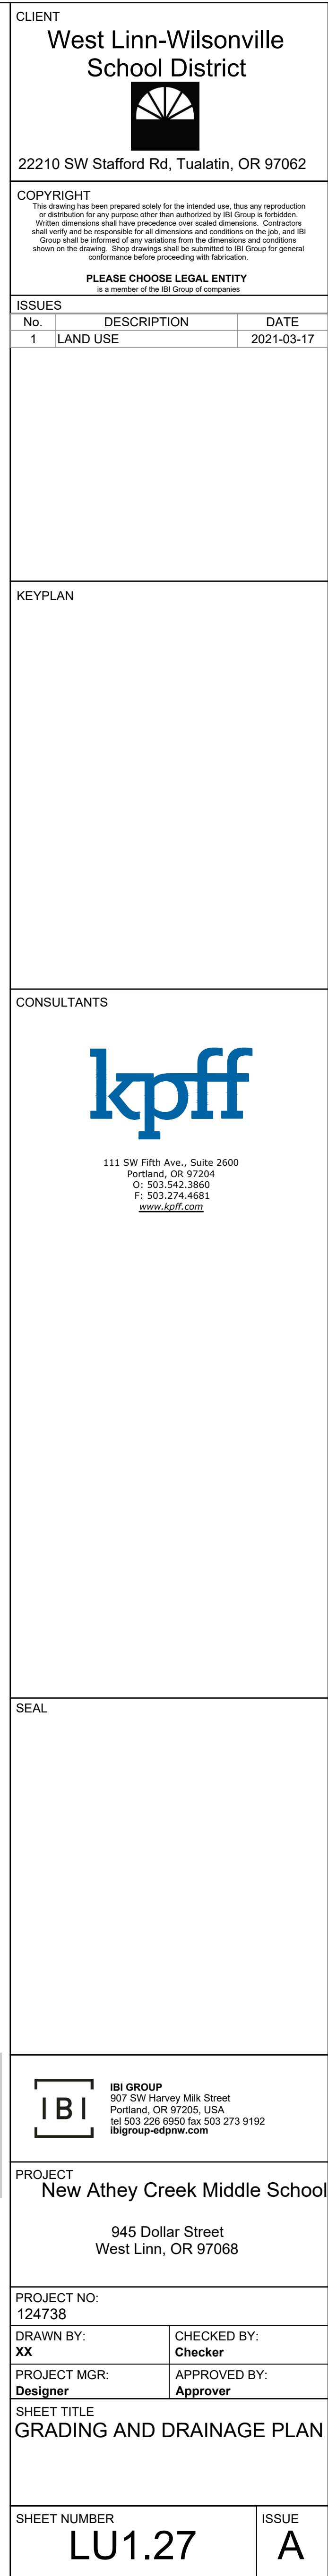 CLIENT
West Linn-Wilsonville
School District
22210 SW Stafford Rd, Tualatin, OR 97062
COPYRIGHT
This drawing has been prepared solely for the intended use, thus any reproduction
or distribution for any purpose other than authorized by IBI Group is forbidden.
Written dimensions shall have precedence over scaled dimensions. Contractors
shall verify and be responsible for all dimensions and conditions on the job, and IBI
Group shall be informed of any variations from the dimensions and conditions
shown on the drawing. Shop drawings shall be submitted to IBI Group for general
conformance before proceeding with fabrication.
PLEASE CHOOSE LEGAL ENTITY
is a member of the IBI Group of companies
ISSUES
No. DESCRIPTION DATE
1 LAND USE 2021-03-17
KEYPLAN
CONSULTANTS
kpff
111 SW Fifth Ave., Suite 2600
Portland, OR 97204
O: 503.542.3860
F: 503.274.4681
www.kpff.com
SEAL
IBI
IBI GROUP
907 SW Harvey Milk Street
Portland, OR 97205, USA
tel 503 226 6950 fax 503 273 9192
ibigroup-edpnw.com
PROJECT
New Athey Creek Middle School
945 Dollar Street
West Linn, OR 97068
PROJECT NO:
124738
DRAWN BY: CHECKED BY:
XX Checker
PROJECT MGR: APPROVED BY:
Designer Approver
SHEET TITLE
GRADING AND DRAINAGE PLAN
SHEET NUMBER ISSUE
LU1.27 A